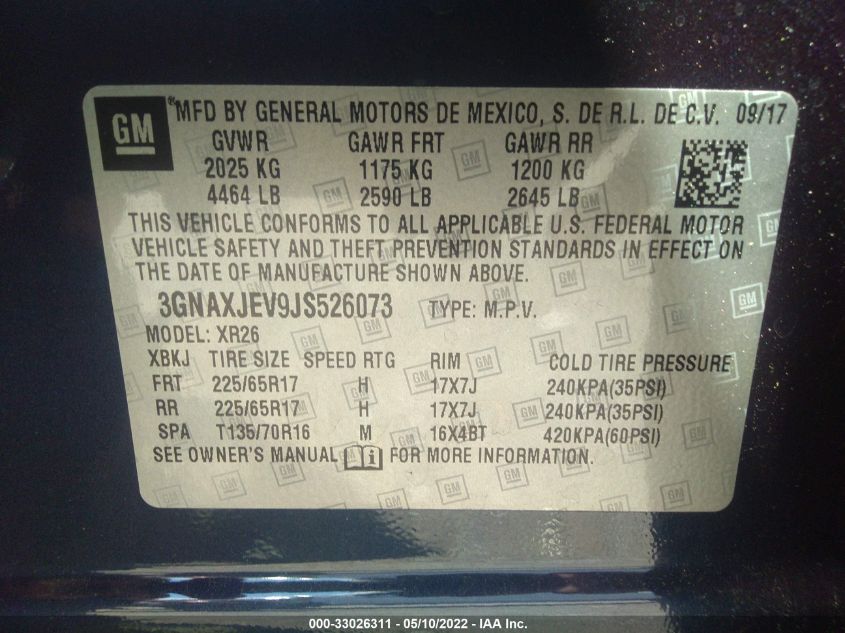 GM ® MFD BY GENERAL MOTORS DE MEXICO, S. DE R.L. DE C.V. 09/17
GVWR GAWR FRT GAWR RR
2025 KG 1175 KG 1200 KG
4464 LB 2590 LB 2645 LB
THIS VEHICLE CONFORMS TO ALL APPLICABLE U.S. FEDERAL MOTOR
VEHICLE SAFETY AND THEFT PREVENTION STANDARDS IN EFFECT ON
THE DATE OF MANUFACTURE SHOWN ABOVE.
3GNAXJEV9JS526073 TYPE: M.P.V.
MODEL: XR26
XBKJ TIRE SIZE SPEED RTG RIM COLD TIRE PRESSURE
FRT 225/65R17 H 17X7J 240KPA(35PSI)
RR 225/65R17 H 17X7J 240KPA(35PSI)
SPA T135/70R16 M 16X4BT 420KPA(60PSI)
SEE OWNER'S MANUAL FOR MORE INFORMATION.
000-33026311 - 05/10/2022 - IAA Inc.